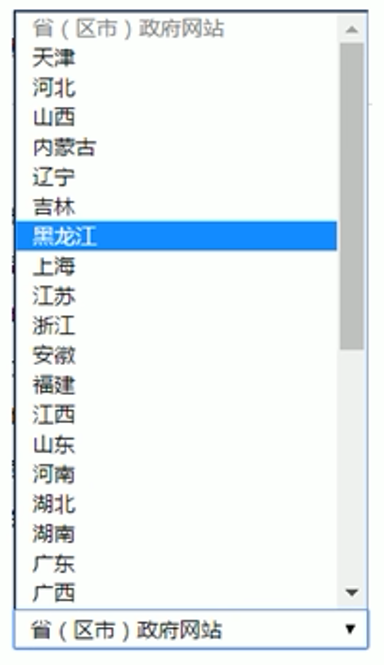 省（区市）政府网站
天津
河北
山西
内蒙古
辽宁
吉林
黑龙江
上海
江苏
浙江
安徽
福建
江西
山东
河南
湖北
湖南
广东
广西
省（区市）政府网站